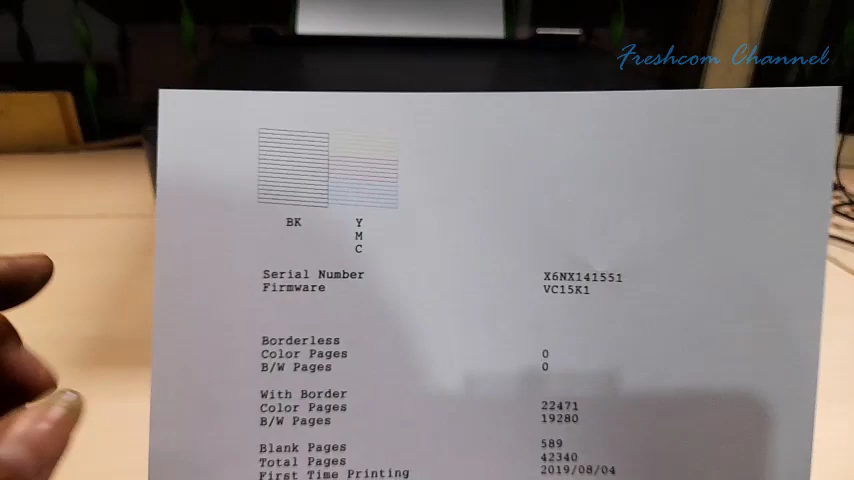 Freshcom Channel
BK
Y
M
C
Serial Number X6NX141551
Firmware VC15K1
Borderless
Color Pages 0
B/W Pages 0
With Border
Color Pages 22471
B/W Pages 19280
Blank Pages 589
Total Pages 42340
First Time Printing 2019/08/04